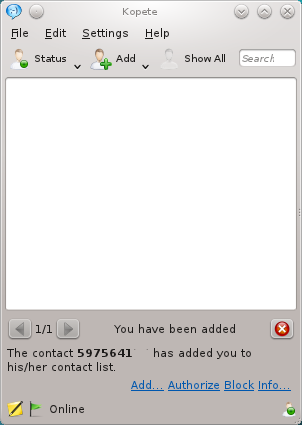 Kopete
File Edit Settings Help
Status Add Show All Search
1/1 You have been added
The contact 5975641 has added you to
his/her contact list.
Add... Authorize Block Info...
Online